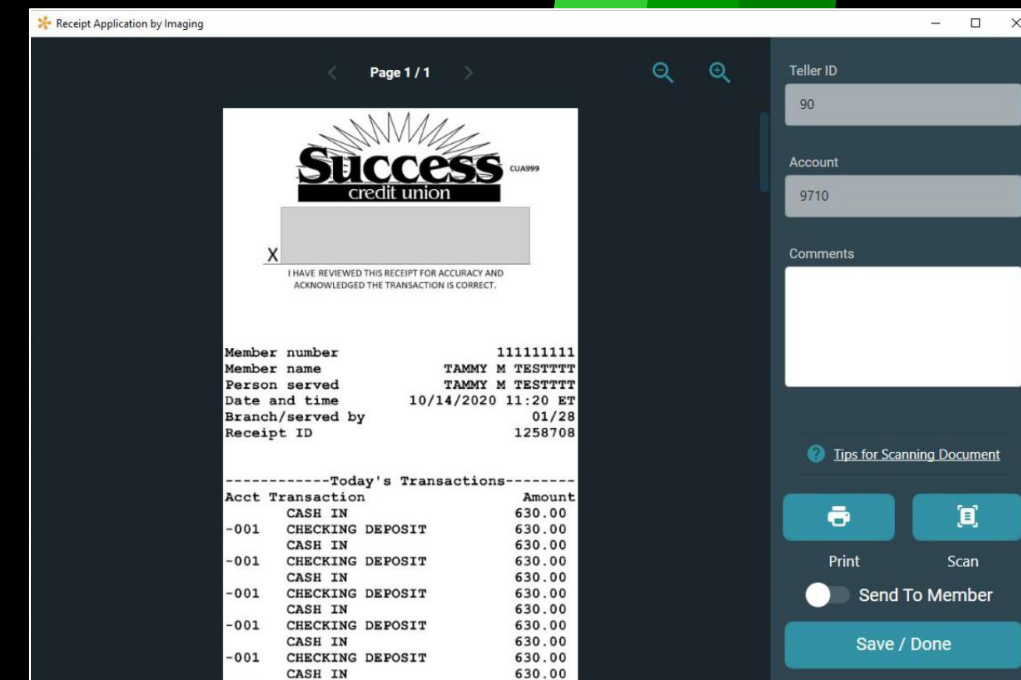 Receipt Application by Imaging
Page 1 / 1
Success
CUA999
credit union
X
I HAVE REVIEWED THIS RECEIPT FOR ACCURACY AND
ACKNOWLEDGED THE TRANSACTION IS CORRECT.
Member number 111111111
Member name TAMMY M TESTTTT
Person served TAMMY M TESTTTT
Date and time 10/14/2020 11:20 ET
Branch/served by 01/28
Receipt ID 1258708
------------Today's Transactions--------
Acct Transaction Amount
CASH IN 630.00
-001 CHECKING DEPOSIT 630.00
CASH IN 630.00
-001 CHECKING DEPOSIT 630.00
CASH IN 630.00
-001 CHECKING DEPOSIT 630.00
CASH IN 630.00
-001 CHECKING DEPOSIT 630.00
CASH IN 630.00
-001 CHECKING DEPOSIT 630.00
CASH IN 630.00
Teller ID
90
Account
9710
Comments
? Tips for Scanning Document
Print Scan
Send To Member
Save / Done